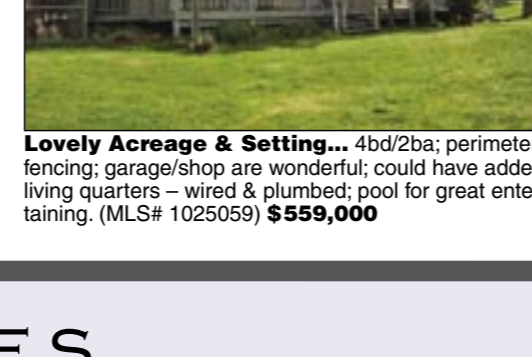 Lovely Acreage & Setting... 4bd/2ba; perimete
fencing; garage/shop are wonderful; could have adde
living quarters – wired & plumbed; pool for great ente
taining. (MLS# 1025059) $559,000
ES